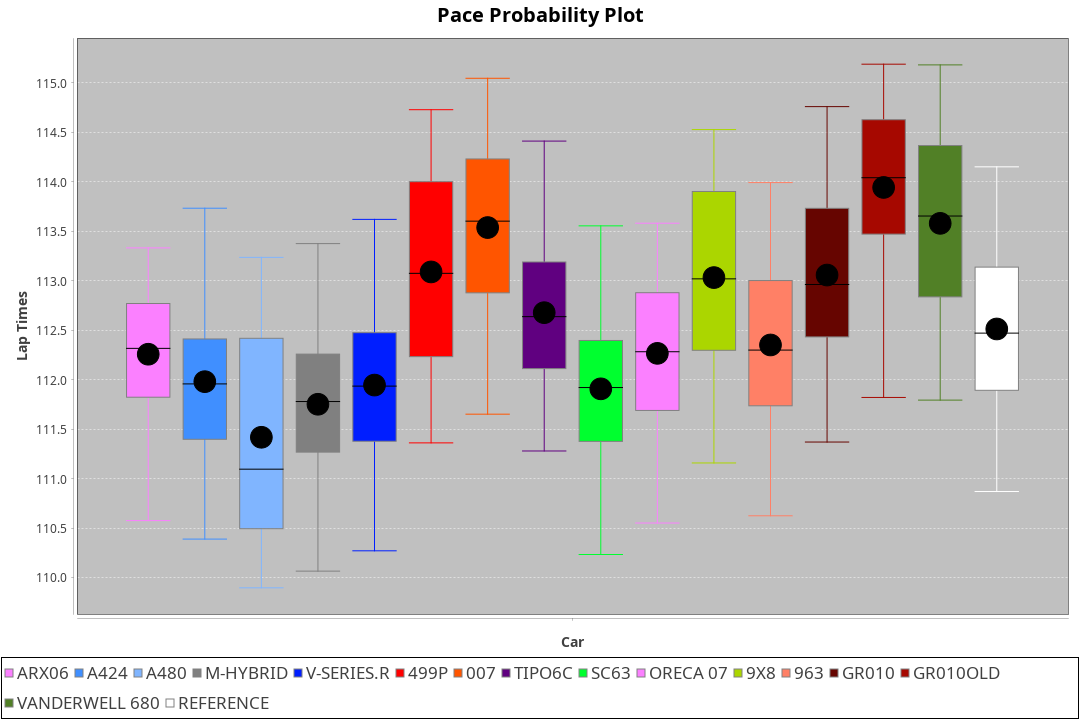 Pace Probability Plot
115.0
114.5
114.0
113.5
113.0
112.5
112.0
111.5
111.0
110.5
110.0
Lap Times
Car
ARX06 A424 A480 M-HYBRID V-SERIES.R 499P 007 TIPO6C SC63 ORECA 07 9X8 963 GR010 GR010OLD
VANDERWELL 680 REFERENCE